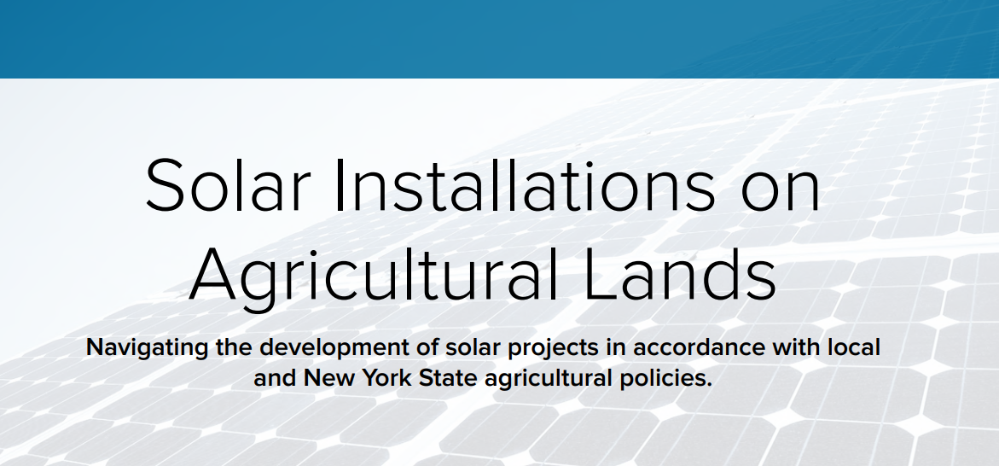 Solar Installations on
Agricultural Lands
Navigating the development of solar projects in accordance with local
and New York State agricultural policies.